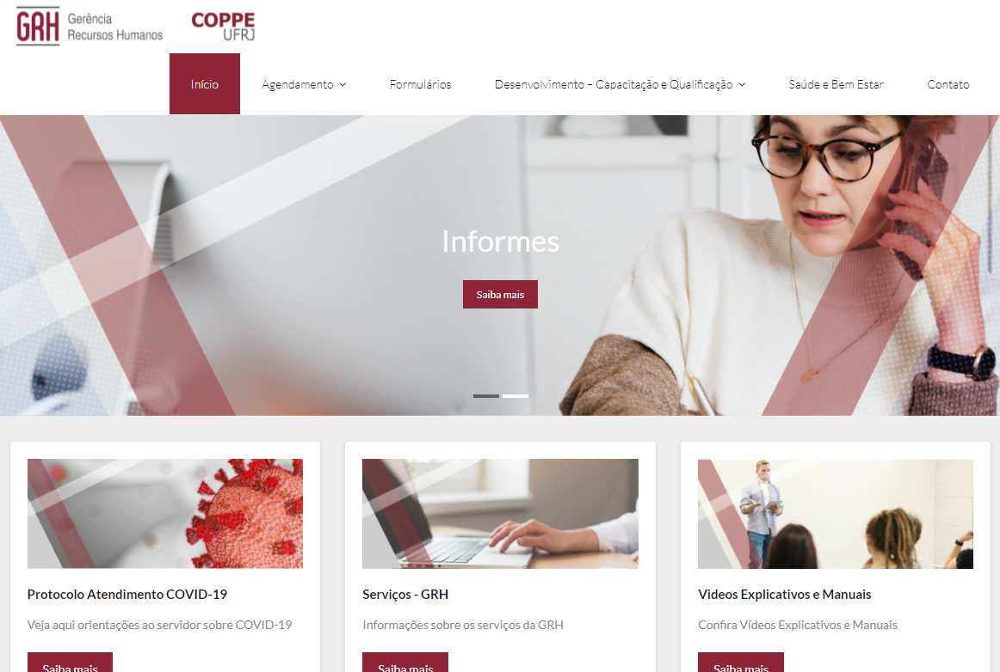 GRH Gerência
Recursos Humanos
COPPE
UFRJ
Início Agendamento Formulários Desenvolvimento – Capacitação e Qualificação Saúde e Bem Estar Contato
Informes
Saiba mais
Protocolo Atendimento COVID-19
Veja aqui orientações ao servidor sobre COVID-19
Saiba mais
Serviços - GRH
Informações sobre os serviços da GRH
Saiba mais
Videos Explicativos e Manuais
Confira Vídeos Explicativos e Manuais
Saiba mais